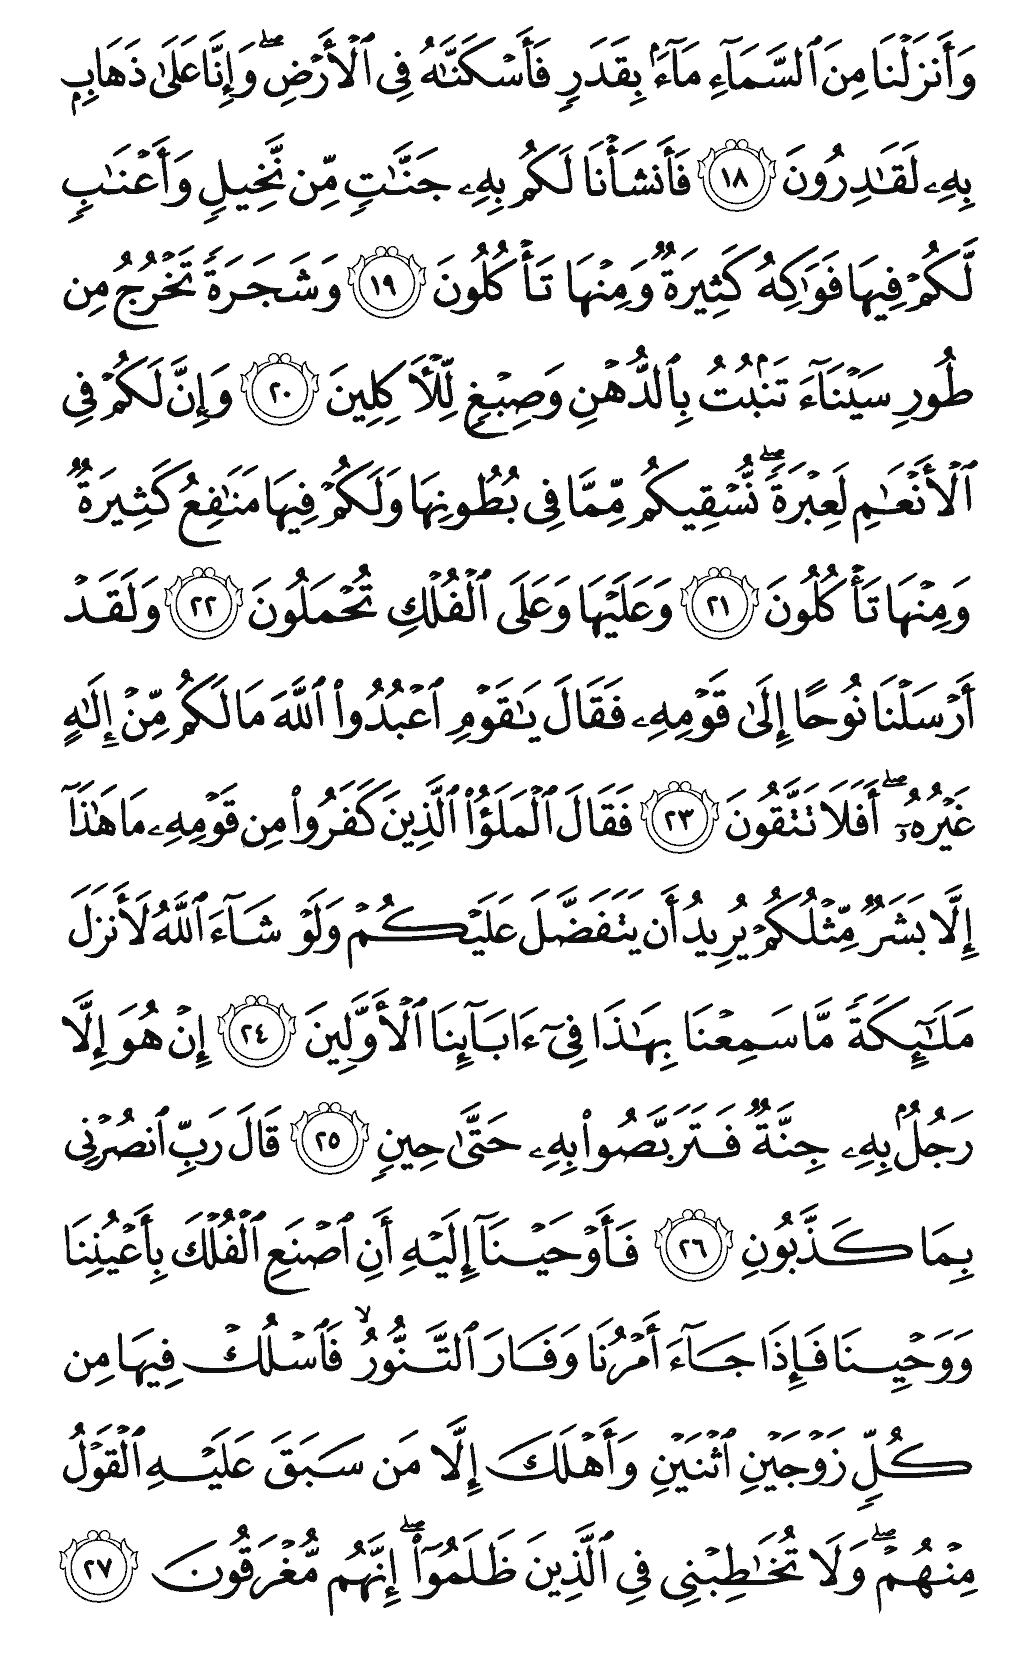 وَأَنزَلۡنَا مِنَ ٱلسَّمَآءِ مَآءَۢ بِقَدَرٖ فَأَسۡكَنَّٰهُ فِي ٱلۡأَرۡضِۖ وَإِنَّا عَلَىٰ ذَهَابِۭ
بِهِۦ لَقَٰدِرُونَ ١٨ فَأَنشَأۡنَا لَكُم بِهِۦ جَنَّٰتٖ مِّن نَّخِيلٖ وَأَعۡنَٰبٖ
لَّكُمۡ فِيهَا فَوَٰكِهُ كَثِيرَةٞ وَمِنۡهَا تَأۡكُلُونَ ١٩ وَشَجَرَةٗ تَخۡرُجُ مِن
طُورِ سَيۡنَآءَ تَنۢبُتُ بِٱلدُّهۡنِ وَصِبۡغٖ لِّلۡأٓكِلِينَ ٢٠ وَإِنَّ لَكُمۡ فِي
ٱلۡأَنۡعَٰمِ لَعِبۡرَةٗۖ نُّسۡقِيكُم مِّمَّا فِي بُطُونِهَا وَلَكُمۡ فِيهَا مَنَٰفِعُ كَثِيرَةٞ
وَمِنۡهَا تَأۡكُلُونَ ٢١ وَعَلَيۡهَا وَعَلَى ٱلۡفُلۡكِ تُحۡمَلُونَ ٢٢ وَلَقَدۡ
أَرۡسَلۡنَا نُوحًا إِلَىٰ قَوۡمِهِۦ فَقَالَ يَٰقَوۡمِ ٱعۡبُدُواْ ٱللَّهَ مَا لَكُم مِّنۡ إِلَٰهٍ
غَيۡرُهُۥٓۖ أَفَلَا تَتَّقُونَ ٢٣ فَقَالَ ٱلۡمَلَؤُاْ ٱلَّذِينَ كَفَرُواْ مِن قَوۡمِهِۦ مَا هَٰذَآ
إِلَّا بَشَرٞ مِّثۡلُكُمۡ يُرِيدُ أَن يَتَفَضَّلَ عَلَيۡكُمۡ وَلَوۡ شَآءَ ٱللَّهُ لَأَنزَلَ
مَلَٰٓئِكَةٗ مَّا سَمِعۡنَا بِهَٰذَا فِيٓ ءَابَآئِنَا ٱلۡأَوَّلِينَ ٢٤ إِنۡ هُوَ إِلَّا
رَجُلُۢ بِهِۦ جِنَّةٞ فَتَرَبَّصُواْ بِهِۦ حَتَّىٰ حِينٖ ٢٥ قَالَ رَبِّ ٱنصُرۡنِي
بِمَا كَذَّبُونِ ٢٦ فَأَوۡحَيۡنَآ إِلَيۡهِ أَنِ ٱصۡنَعِ ٱلۡفُلۡكَ بِأَعۡيُنِنَا
وَوَحۡيِنَا فَإِذَا جَآءَ أَمۡرُنَا وَفَارَ ٱلتَّنُّورُۙ فَٱسۡلُكۡ فِيهَا مِن
كُلّٖ زَوۡجَيۡنِ ٱثۡنَيۡنِ وَأَهۡلَكَ إِلَّا مَن سَبَقَ عَلَيۡهِ ٱلۡقَوۡلُ
مِنۡهُمۡۖ وَلَا تُخَٰطِبۡنِي فِي ٱلَّذِينَ ظَلَمُوٓاْۖ إِنَّهُم مُّغۡرَقُونَ ٢٧